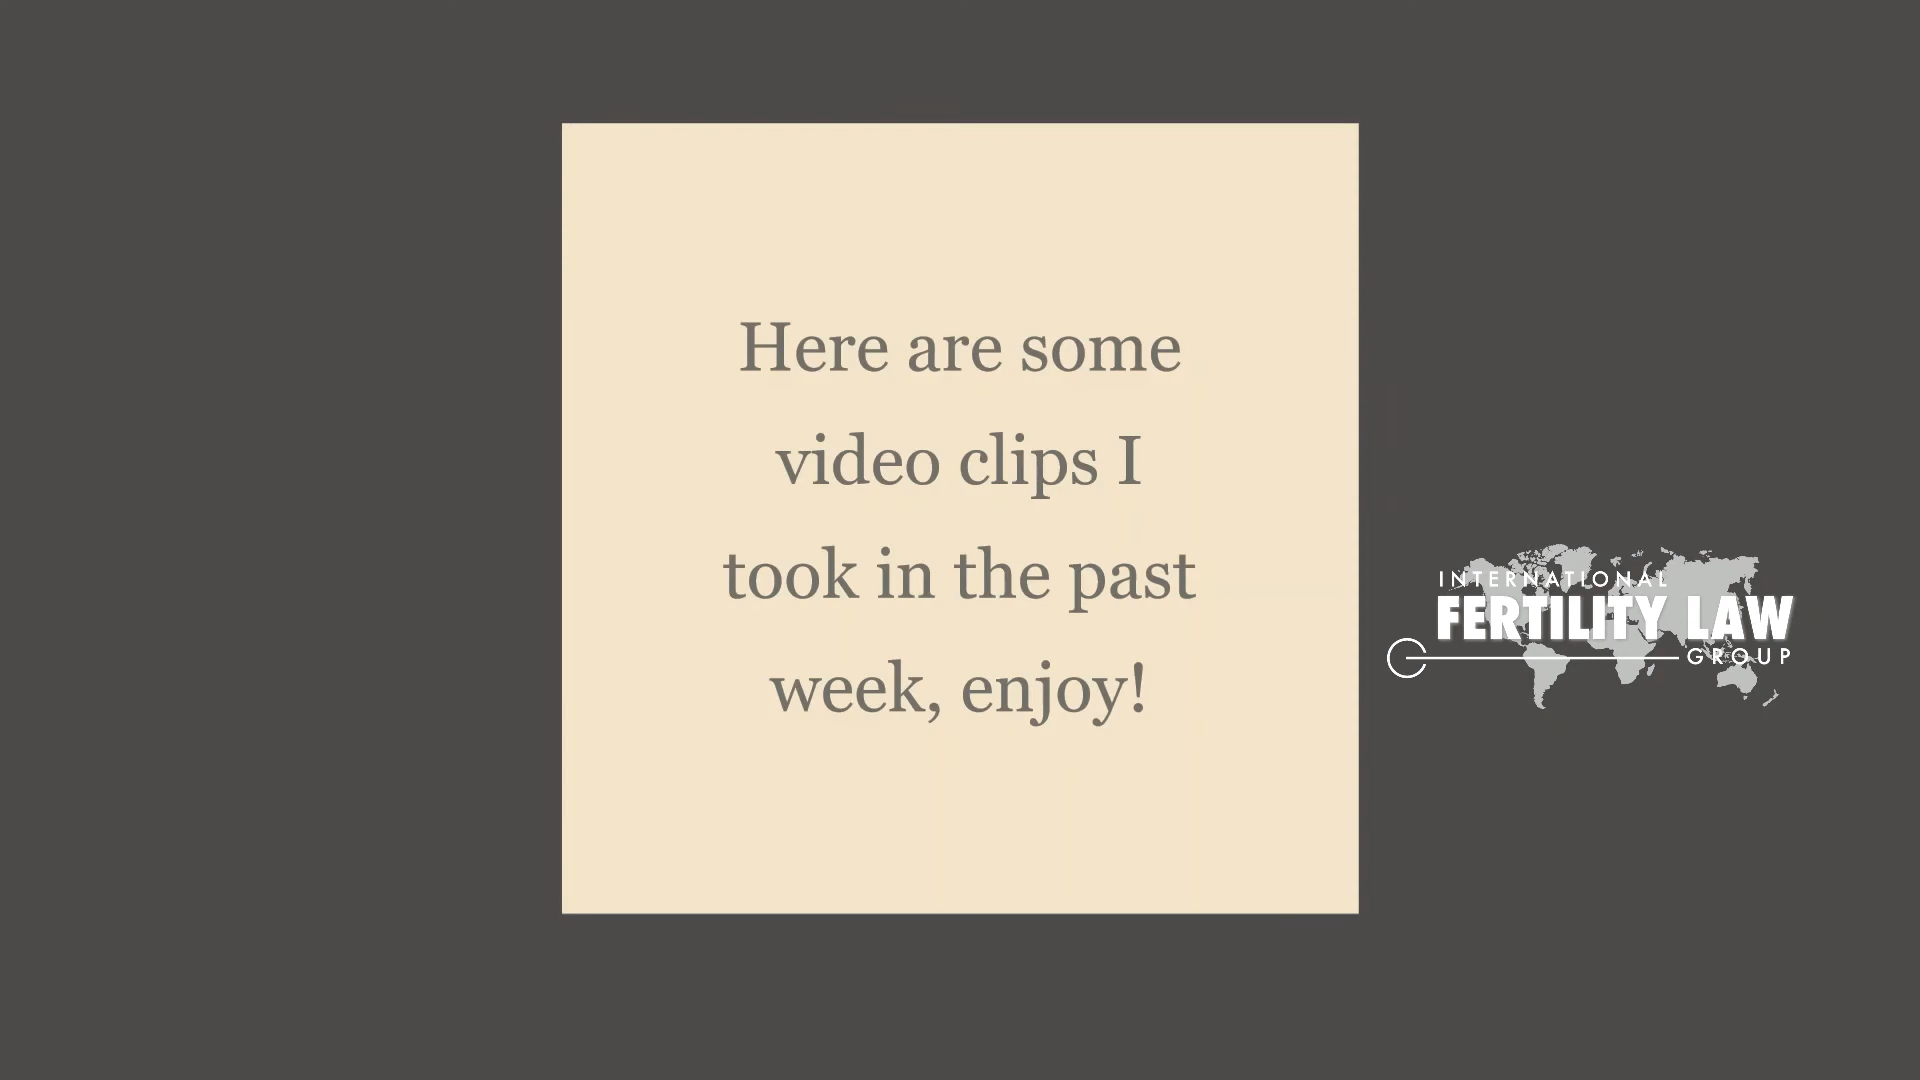 Here are some
video clips I
took in the past
week, enjoy!
INTERNATIONAL
FERTILITY LAW
GROUP